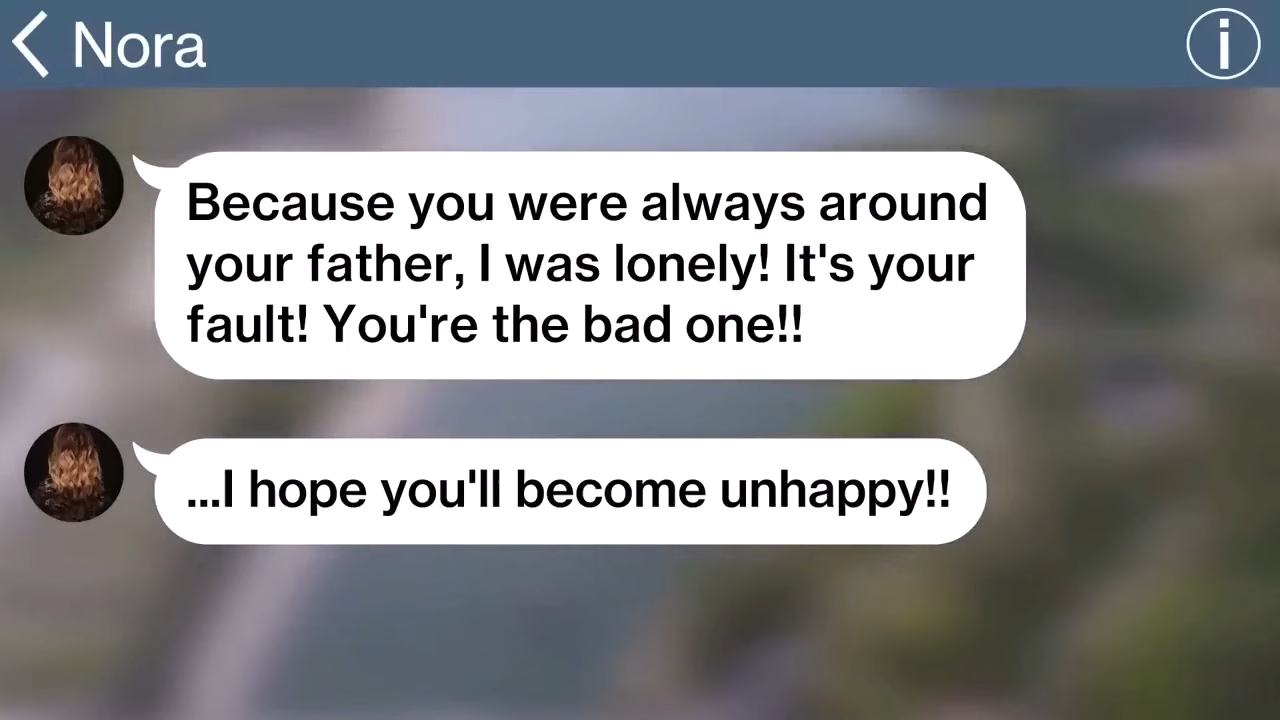 Nora
Because you were always around
your father, I was lonely! It's your
fault! You're the bad one!!
...I hope you'll become unhappy!!